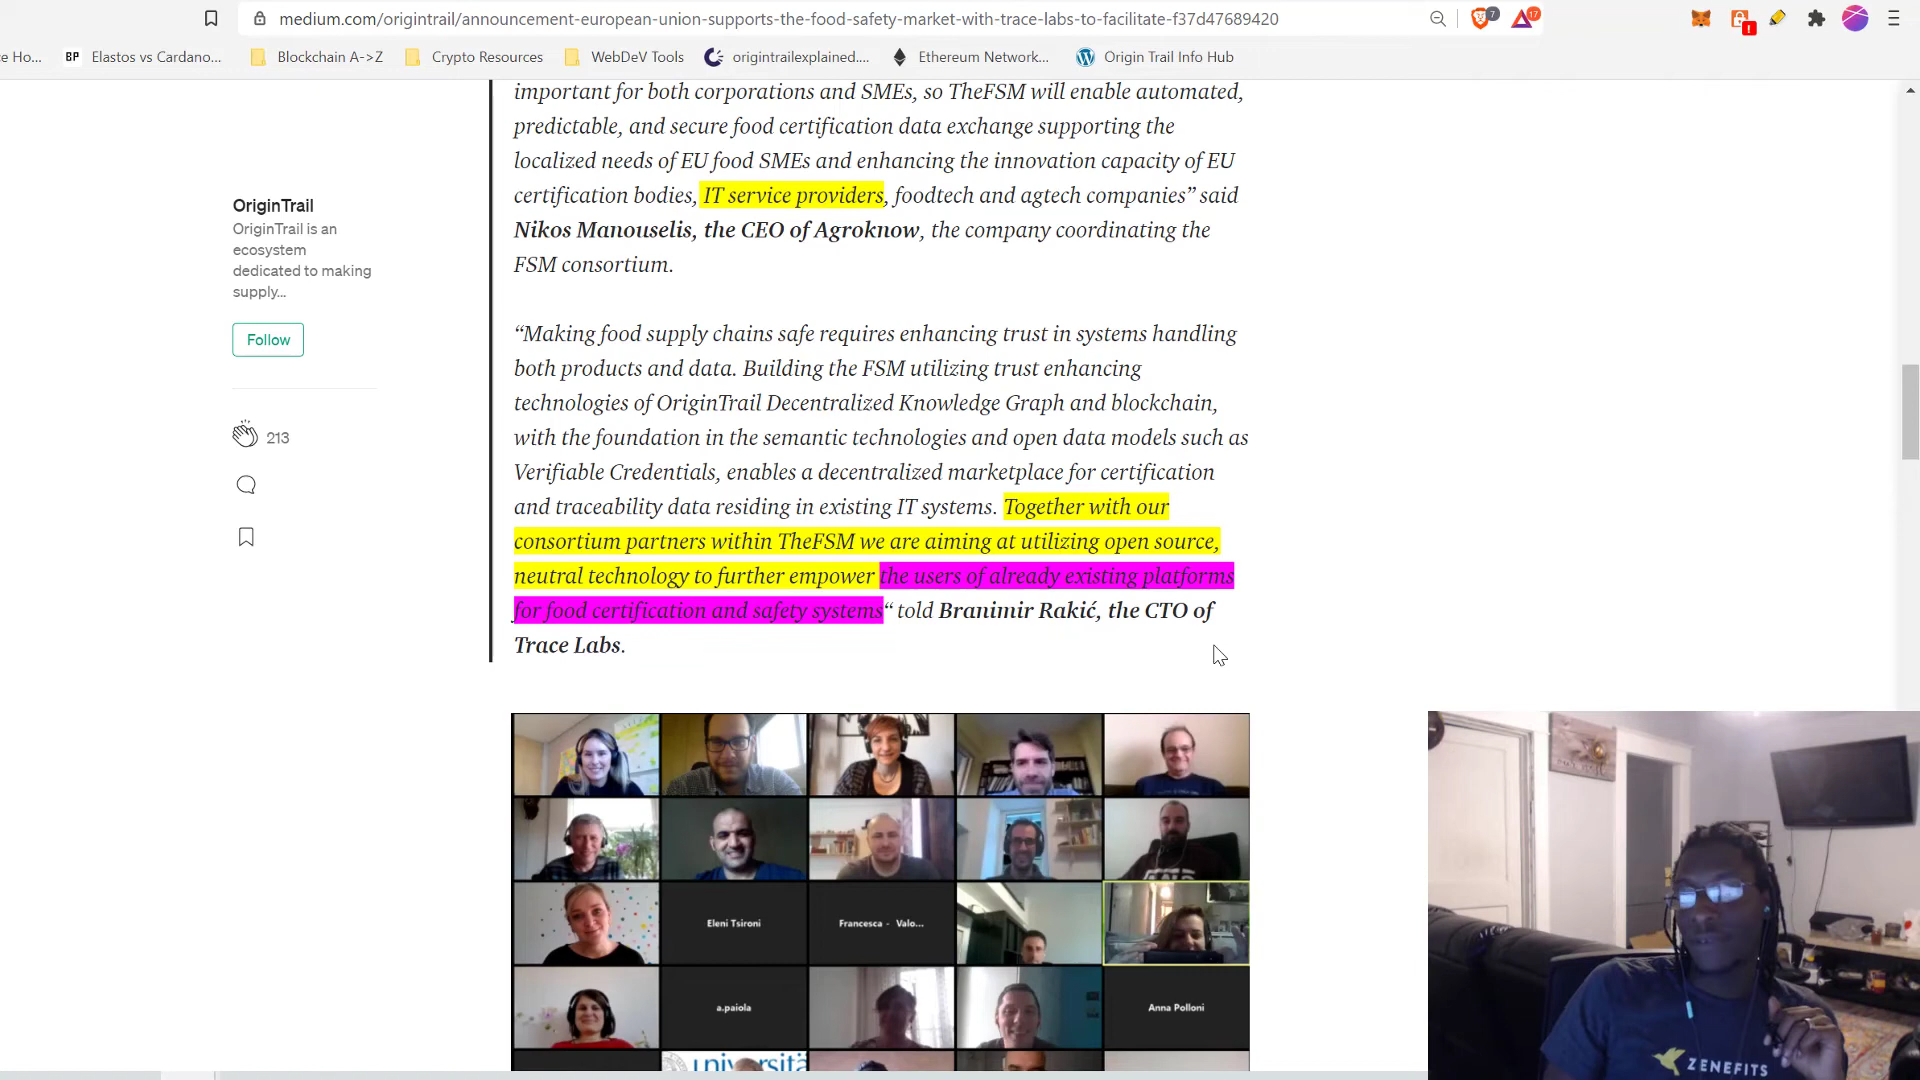 medium.com/origintrail/announcement-european-union-supports-the-food-safety-market-with-trace-labs-to-facilitate-f37d47689420
7
17
ce Ho...
BP Elastos vs Cardano...
Blockchain A->Z
Crypto Resources
WebDeV Tools
origintrailexplained....
Ethereum Network...
Origin Trail Info Hub
important for both corporations and SMEs, so TheFSM will enable automated,
predictable, and secure food certification data exchange supporting the
localized needs of EU food SMEs and enhancing the innovation capacity of EU
certification bodies, IT service providers, foodtech and agtech companies” said
Nikos Manouselis, the CEO of Agroknow, the company coordinating the
FSM consortium.
OriginTrail
OriginTrail is an
ecosystem
dedicated to making
supply...
Follow
213
“Making food supply chains safe requires enhancing trust in systems handling
both products and data. Building the FSM utilizing trust enhancing
technologies of OriginTrail Decentralized Knowledge Graph and blockchain,
with the foundation in the semantic technologies and open data models such as
Verifiable Credentials, enables a decentralized marketplace for certification
and traceability data residing in existing IT systems. Together with our
consortium partners within TheFSM we are aiming at utilizing open source,
neutral technology to further empower the users of already existing platforms
for food certification and safety systems“ told Branimir Rakić, the CTO of
Trace Labs.
Eleni Tsironi
Francesca - Valo...
a.paiola
Anna Polloni
universitä
ZENEFITS